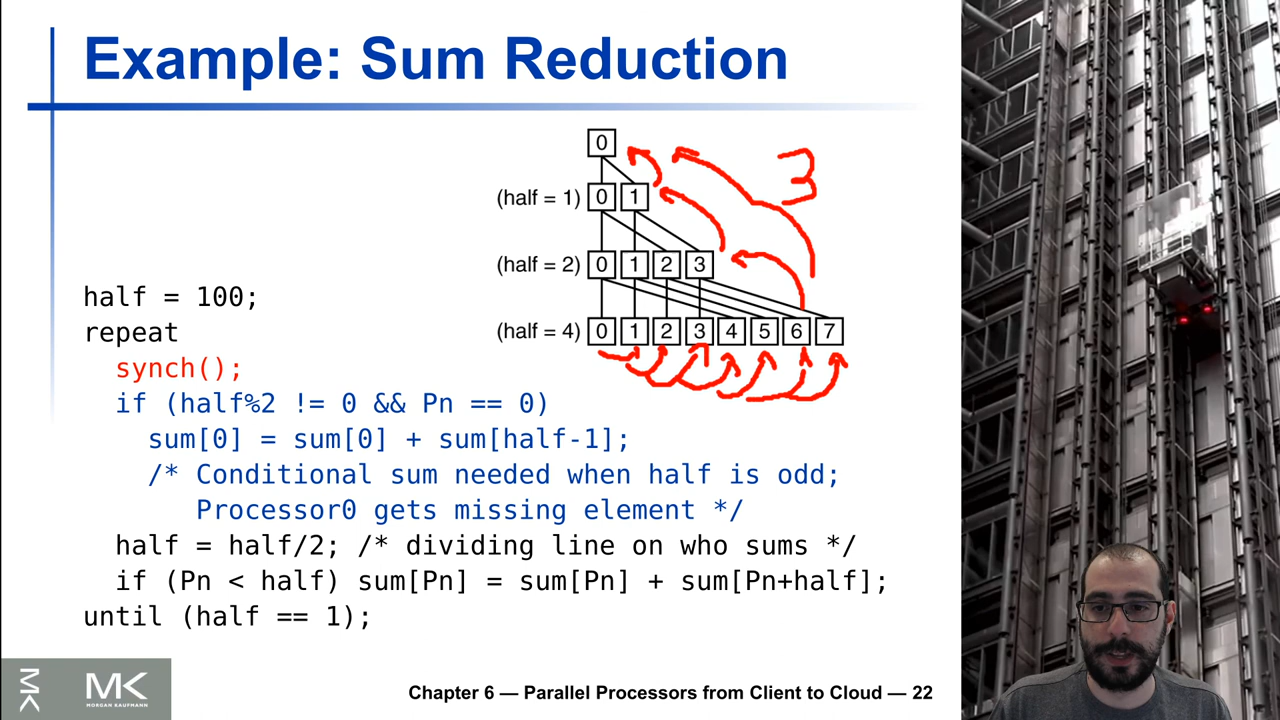 Example: Sum Reduction
0
(half = 1) 0 1
(half = 2) 0 1 2 3
(half = 4) 0 1 2 3 4 5 6 7
3
half = 100;
repeat
synch();
if (half%2 != 0 && Pn == 0)
sum[0] = sum[0] + sum[half-1];
/* Conditional sum needed when half is odd;
Processor0 gets missing element */
half = half/2; /* dividing line on who sums */
if (Pn < half) sum[Pn] = sum[Pn] + sum[Pn+half];
until (half == 1);
MK
MK
MORGAN KAUFMANN
Chapter 6 — Parallel Processors from Client to Cloud — 22